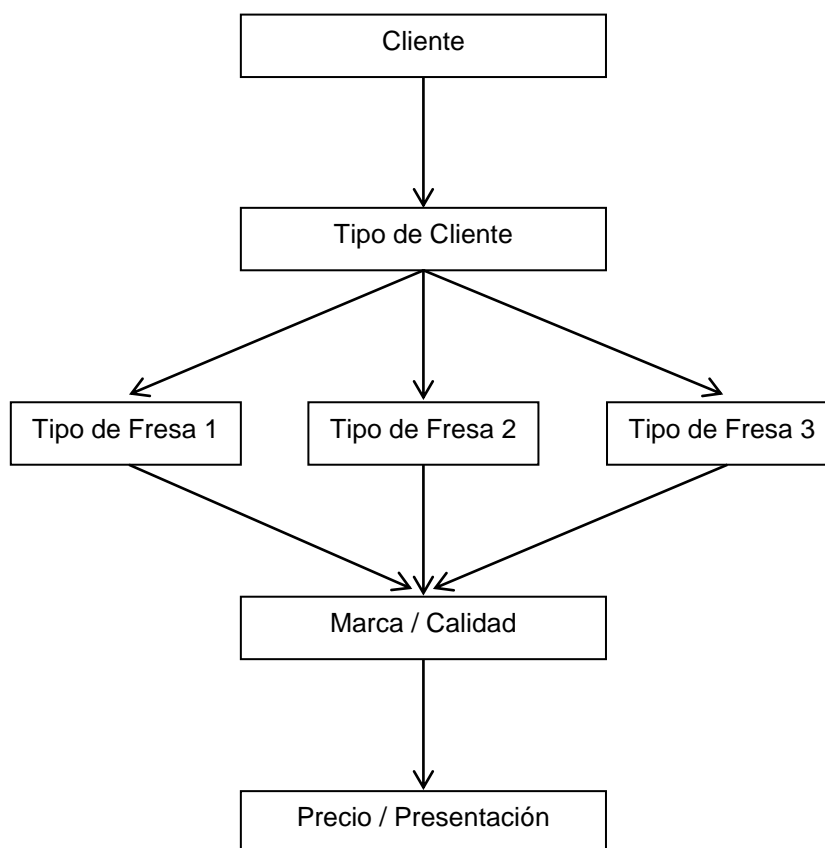 Cliente
Tipo de Cliente
Tipo de Fresa 1
Tipo de Fresa 2
Tipo de Fresa 3
Marca / Calidad
Precio / Presentación